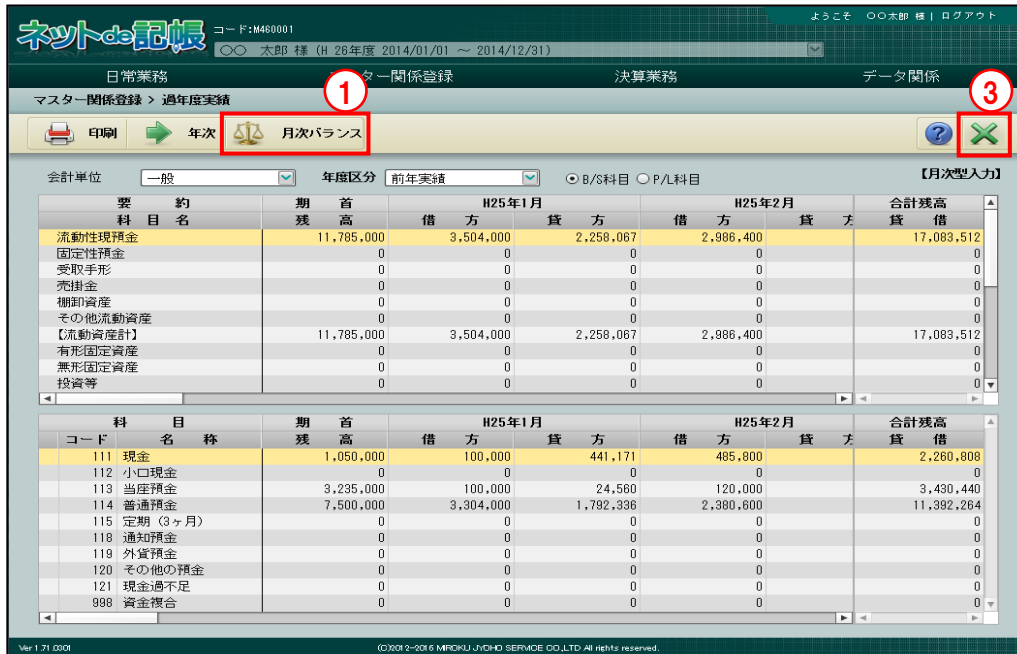 ようこそ 〇〇太郎 様 | ログアウト
ネットde記帳 コード:M460001
〇〇 太郎 様 (H 26年度 2014/01/01 ～ 2014/12/31)
日常業務 マスター関係登録 決算業務 データ関係
マスター関係登録 > 過年度実績
① ③
印刷 年次 月次バランス ?
会計単位 一般 年度区分 前年実績 B/S科目 P/L科目 【月次型入力】
要 約 期 首 H25年1月 H25年2月 合計残高
科 目 名 残 高 借 方 貸 方 借 方 貸 方 貸 借
流動性現預金 11,785,000 3,504,000 2,258,067 2,986,400 17,083,512
固定性預金 0 0 0 0 0
受取手形 0 0 0 0 0
売掛金 0 0 0 0 0
棚卸資産 0 0 0 0 0
その他流動資産 0 0 0 0 0
【流動資産計】 11,785,000 3,504,000 2,258,067 2,986,400 17,083,512
有形固定資産 0 0 0 0 0
無形固定資産 0 0 0 0 0
投資等 0 0 0 0 0
科 目 期 首 H25年1月 H25年2月 合計残高
コード 名 称 残 高 借 方 貸 方 借 方 貸 方 貸 借
111 現金 1,050,000 100,000 441,171 485,800 2,260,808
112 小口現金 0 0 0 0 0
113 当座預金 3,235,000 100,000 24,560 120,000 3,430,440
114 普通預金 7,500,000 3,304,000 1,792,336 2,380,600 11,392,264
115 定期（3ヶ月） 0 0 0 0 0
118 通知預金 0 0 0 0 0
119 外貨預金 0 0 0 0 0
120 その他の預金 0 0 0 0 0
121 現金過不足 0 0 0 0 0
998 資金複合 0 0 0 0 0
Ver 1.71.0301 (C)2012-2016 MIROKU JYOHO SERVICE CO.,LTD All rights reserved.